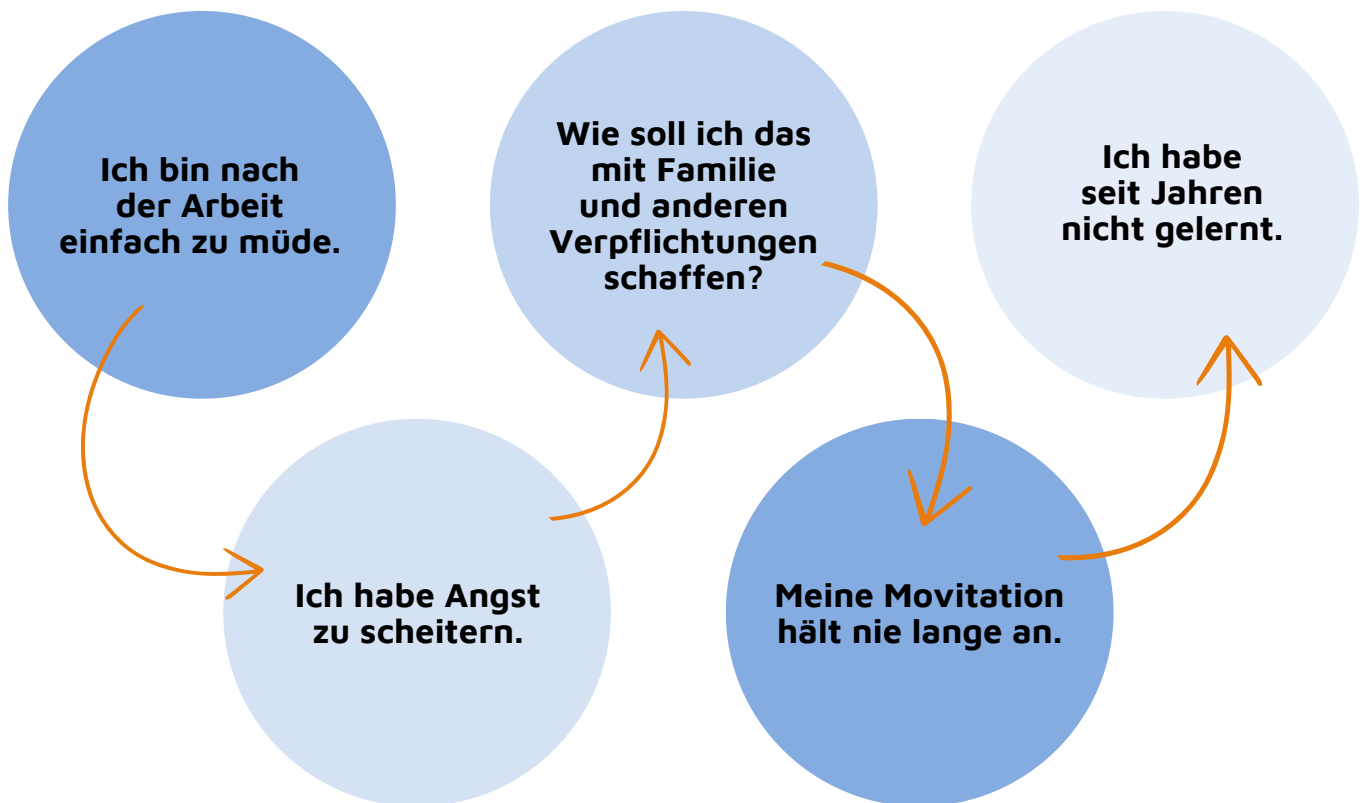 Ich bin nach
der Arbeit
einfach zu müde.
Ich habe Angst
zu scheitern.
Wie soll ich das
mit Familie
und anderen
Verpflichtungen
schaffen?
Meine Movitation
hält nie lange an.
Ich habe
seit Jahren
nicht gelernt.